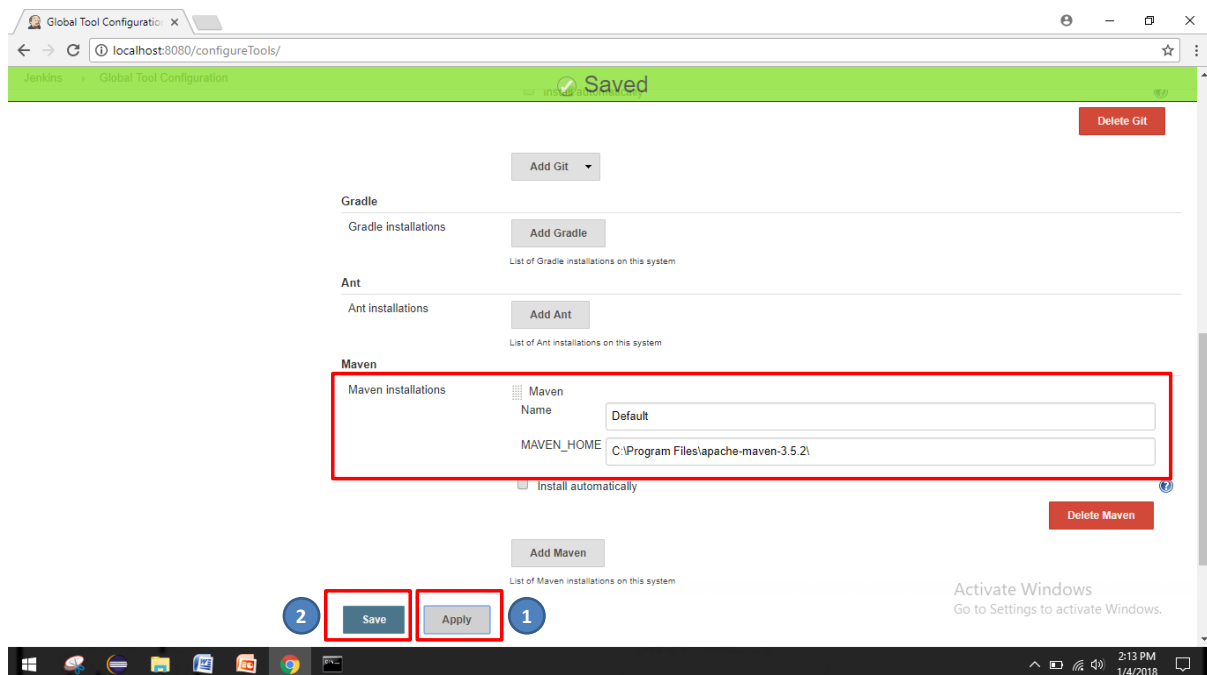 Global Tool Configuratio
localhost:8080/configureTools/
Jenkins Global Tool Configuration
Saved
Install automatically
Delete Git
Add Git
Gradle
Gradle installations
Add Gradle
List of Gradle installations on this system
Ant
Ant installations
Add Ant
List of Ant installations on this system
Maven
Maven installations
Maven
Name
Default
MAVEN_HOME
C:\Program Files\apache-maven-3.5.2\
Install automatically
Delete Maven
Add Maven
List of Maven installations on this system
Activate Windows
Go to Settings to activate Windows.
2
Save
Apply
1
2:13 PM
1/4/2018